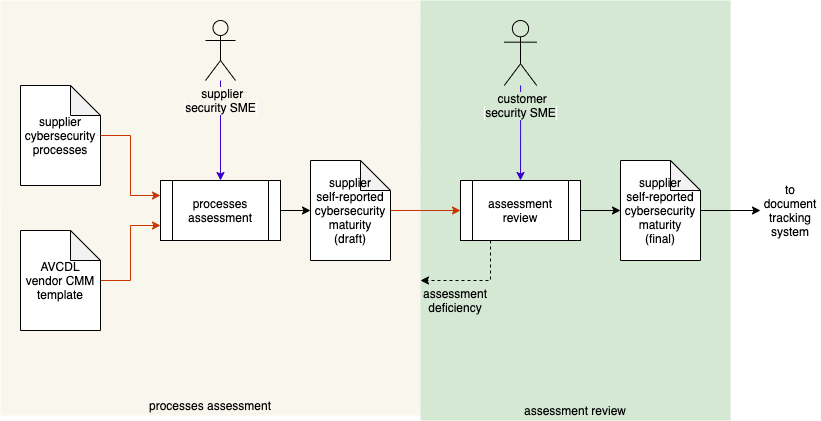 supplier
security SME
customer
security SME
supplier
cybersecurity
processes
processes
assessment
supplier
self-reported
cybersecurity
maturity
(draft)
assessment
review
supplier
self-reported
cybersecurity
maturity
(final)
to
document
tracking
system
AVCDL
vendor CMM
template
assessment
deficiency
processes assessment
assessment review